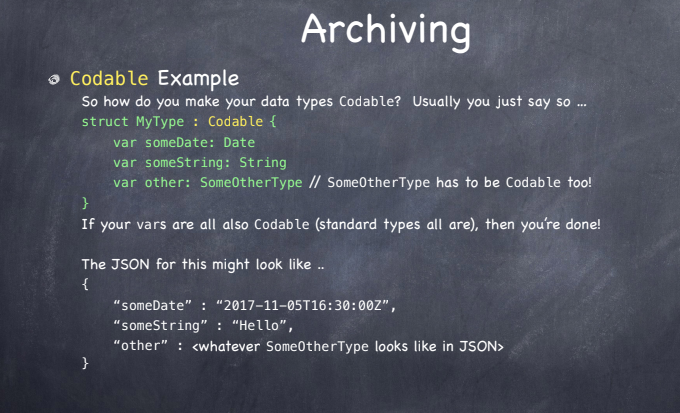 Archiving
Codable Example
So how do you make your data types Codable? Usually you just say so ...
struct MyType : Codable {
var someDate: Date
var someString: String
var other: SomeOtherType // SomeOtherType has to be Codable too!
}
If your vars are all also Codable (standard types all are), then you’re done!
The JSON for this might look like ..
{
“someDate” : “2017-11-05T16:30:00Z”,
“someString” : “Hello”,
“other” : <whatever SomeOtherType looks like in JSON>
}